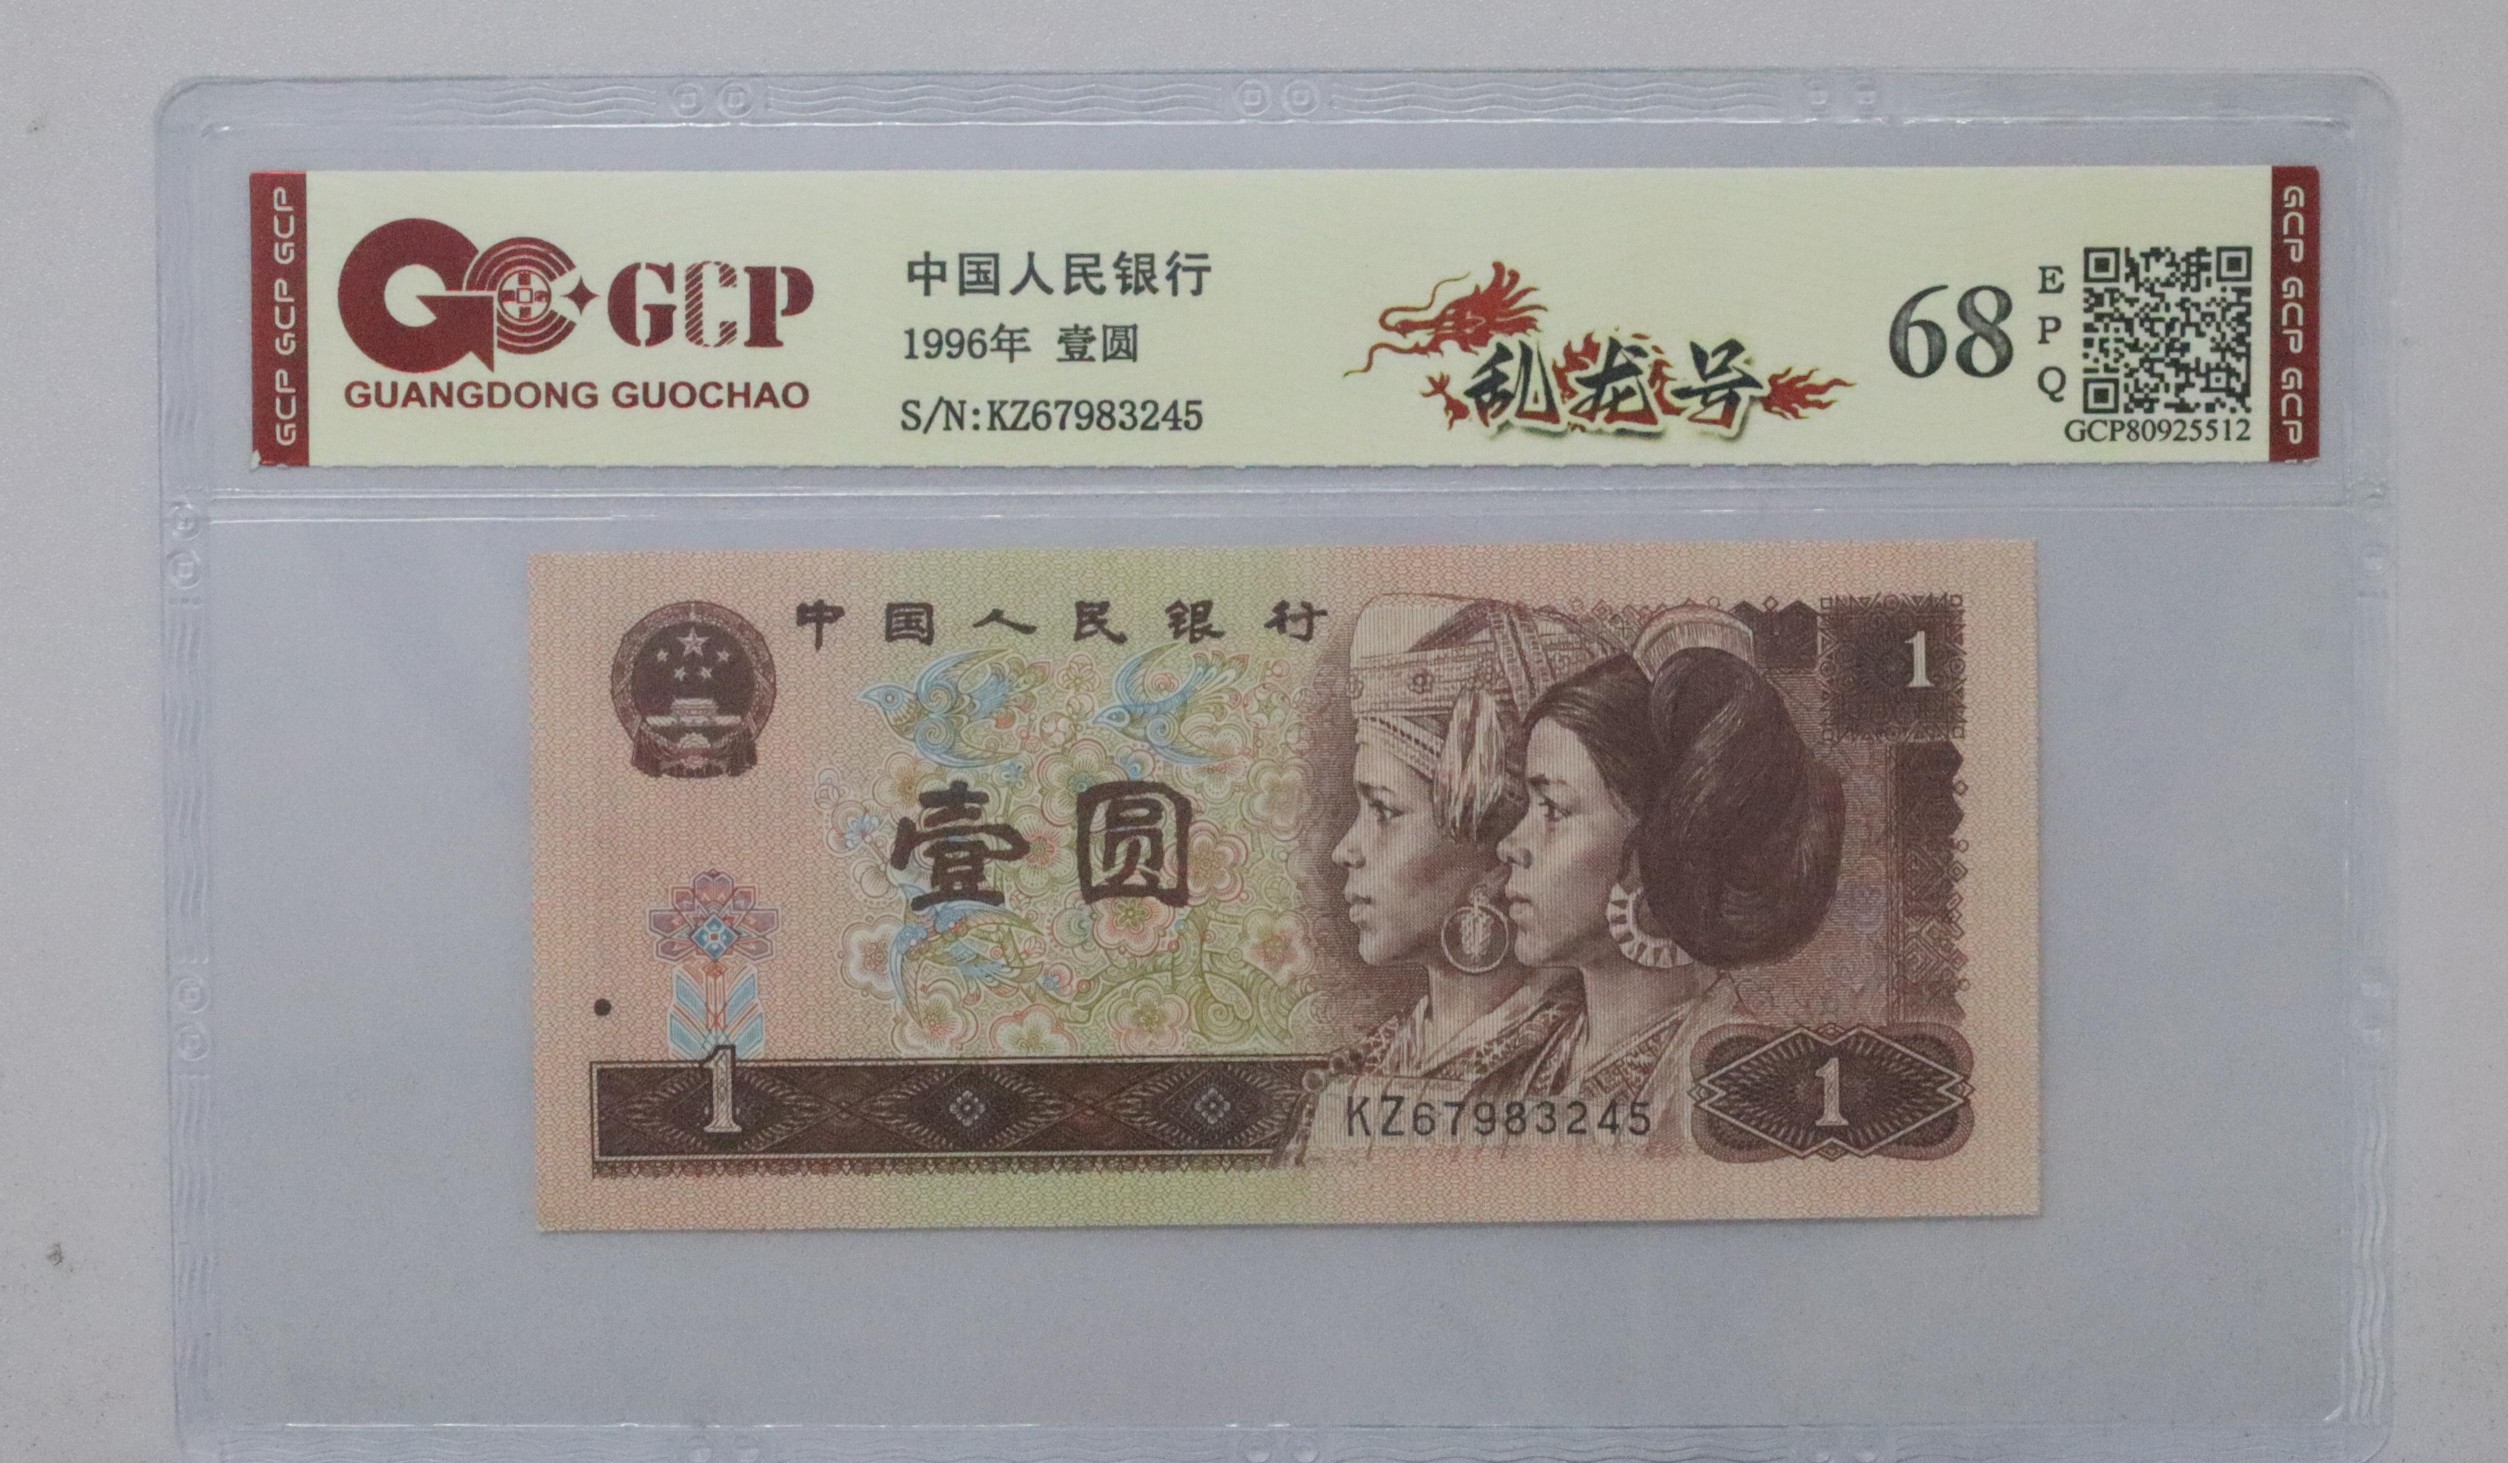 GCP GCP GCP
GCP
GUANGDONG GUOCHAO
中国人民银行
1996年 壹圆
S/N:KZ67983245
乱龙号
68
E
P
Q
GCP80925512
GCP GCP GCP
中国人民银行
1
壹圆
1
KZ67983245
1